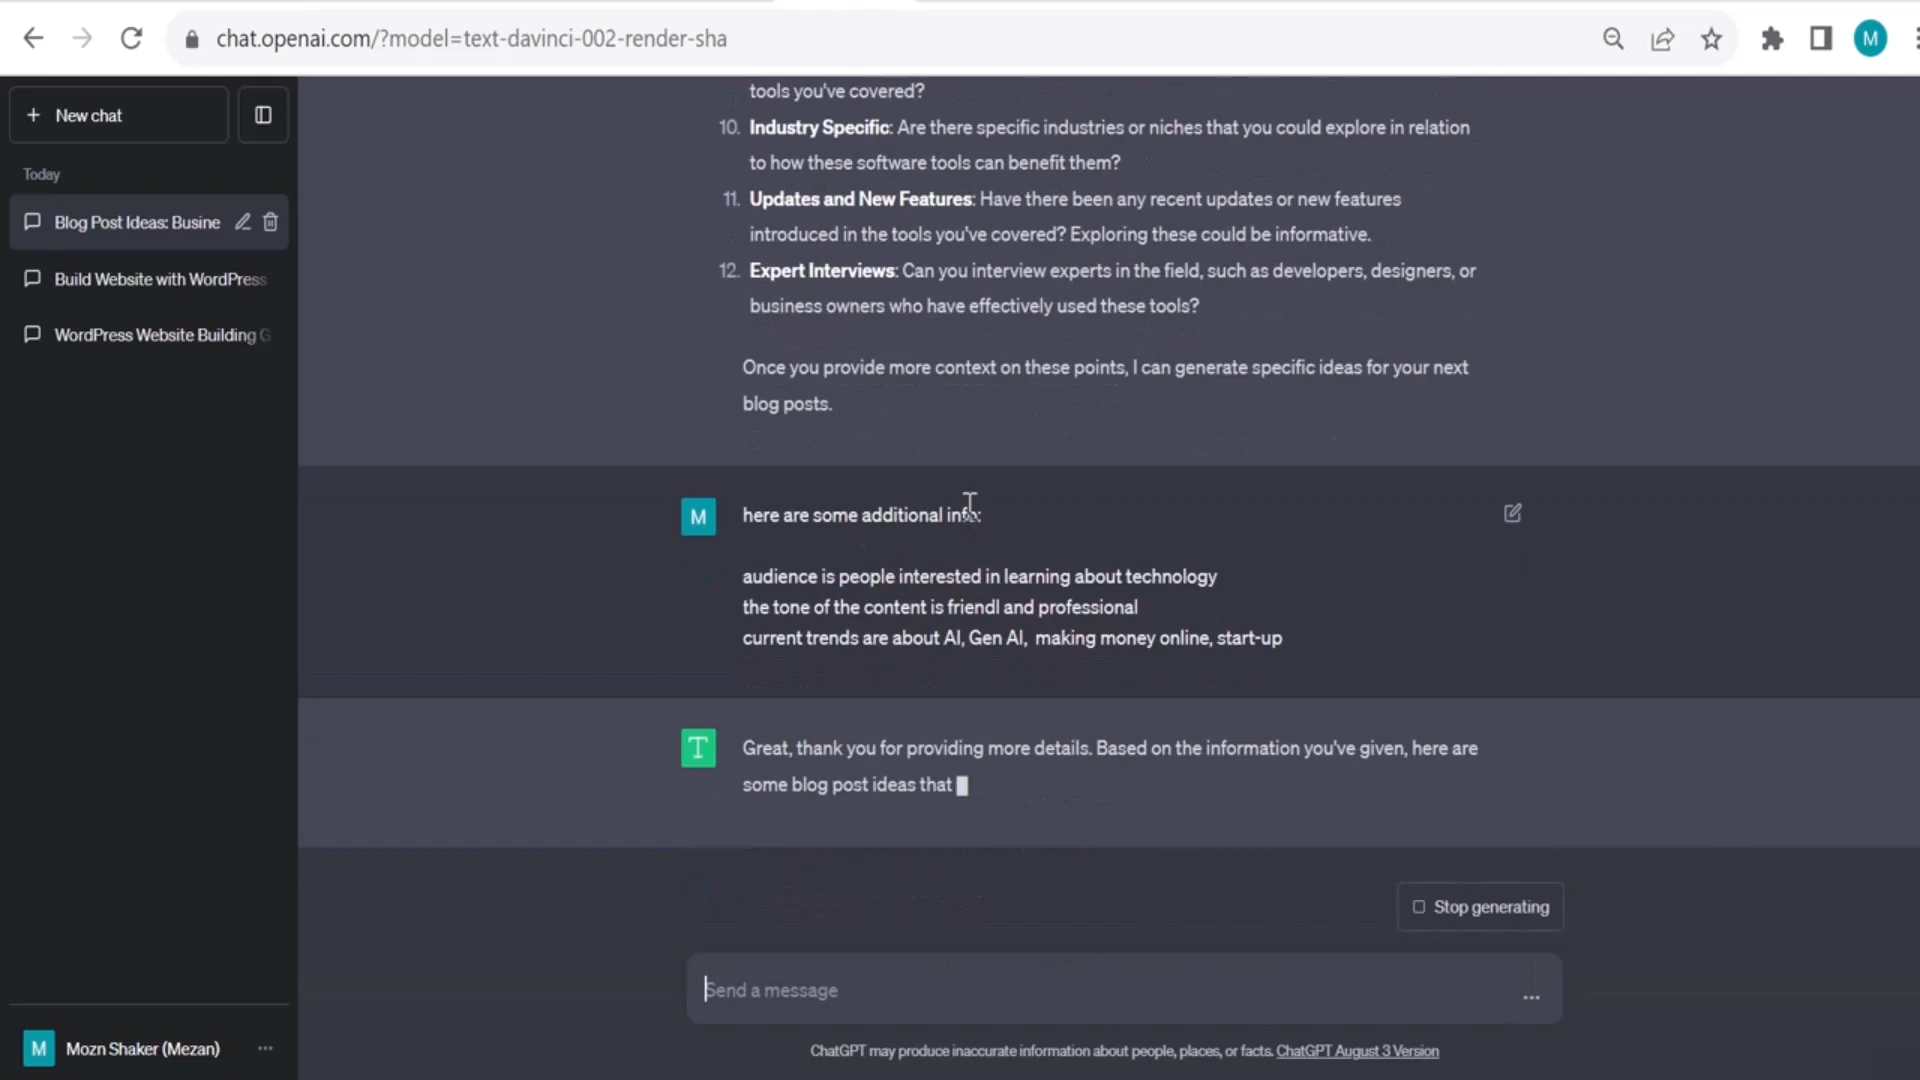 chat.openai.com/?model=text-davinci-002-render-sha
M
+ New chat
Today
Blog Post Ideas: Busine
Build Website with WordPress
WordPress Website Building G
M Mozn Shaker (Mezan) ...
tools you've covered?
10. Industry Specific: Are there specific industries or niches that you could explore in relation
to how these software tools can benefit them?
11. Updates and New Features: Have there been any recent updates or new features
introduced in the tools you've covered? Exploring these could be informative.
12. Expert Interviews: Can you interview experts in the field, such as developers, designers, or
business owners who have effectively used these tools?
Once you provide more context on these points, I can generate specific ideas for your next
blog posts.
M here are some additional info:
audience is people interested in learning about technology
the tone of the content is friendl and professional
current trends are about AI, Gen AI, making money online, start-up
T Great, thank you for providing more details. Based on the information you've given, here are
some blog post ideas that
Stop generating
Send a message ...
ChatGPT may produce inaccurate information about people, places, or facts. ChatGPT August 3 Version